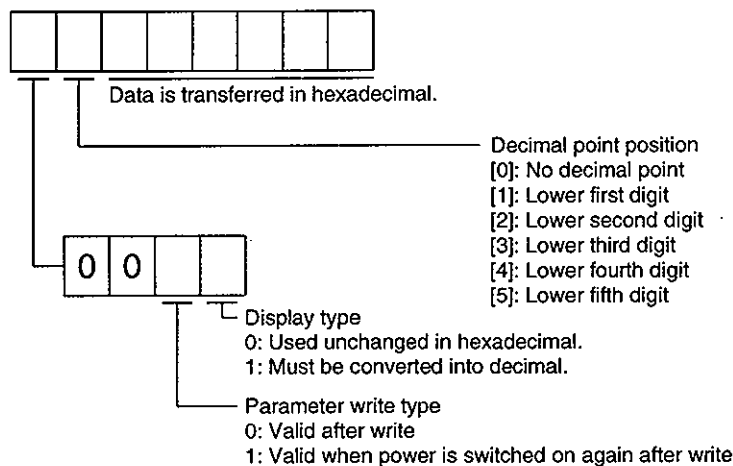 Data is transferred in hexadecimal.
Decimal point position
[0]: No decimal point
[1]: Lower first digit
[2]: Lower second digit
[3]: Lower third digit
[4]: Lower fourth digit
[5]: Lower fifth digit
0 0
Display type
0: Used unchanged in hexadecimal.
1: Must be converted into decimal.
Parameter write type
0: Valid after write
1: Valid when power is switched on again after write